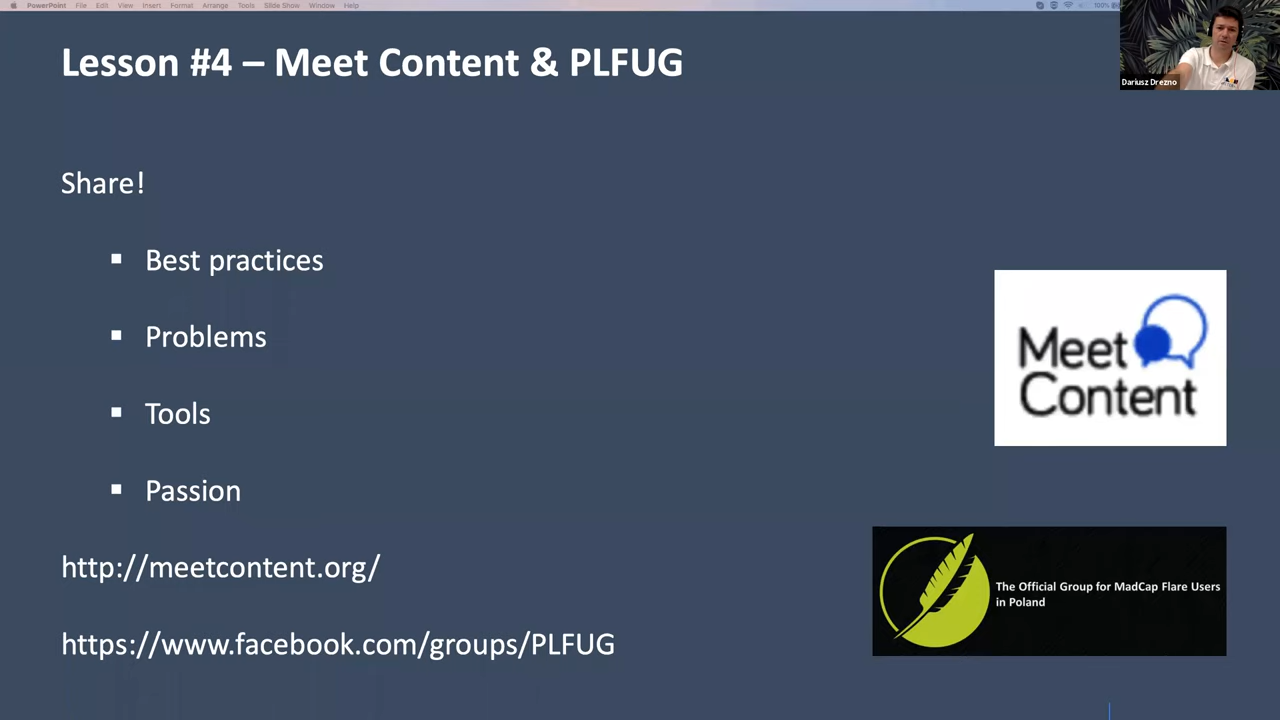 PowerPoint File Edit View Insert Format Arrange Tools Slide Show Window Help 100%
Dariusz Drezno
Lesson #4 – Meet Content & PLFUG
Share!
▪ Best practices
▪ Problems
▪ Tools
▪ Passion
http://meetcontent.org/
https://www.facebook.com/groups/PLFUG
Meet
Content
The Official Group for MadCap Flare Users
in Poland